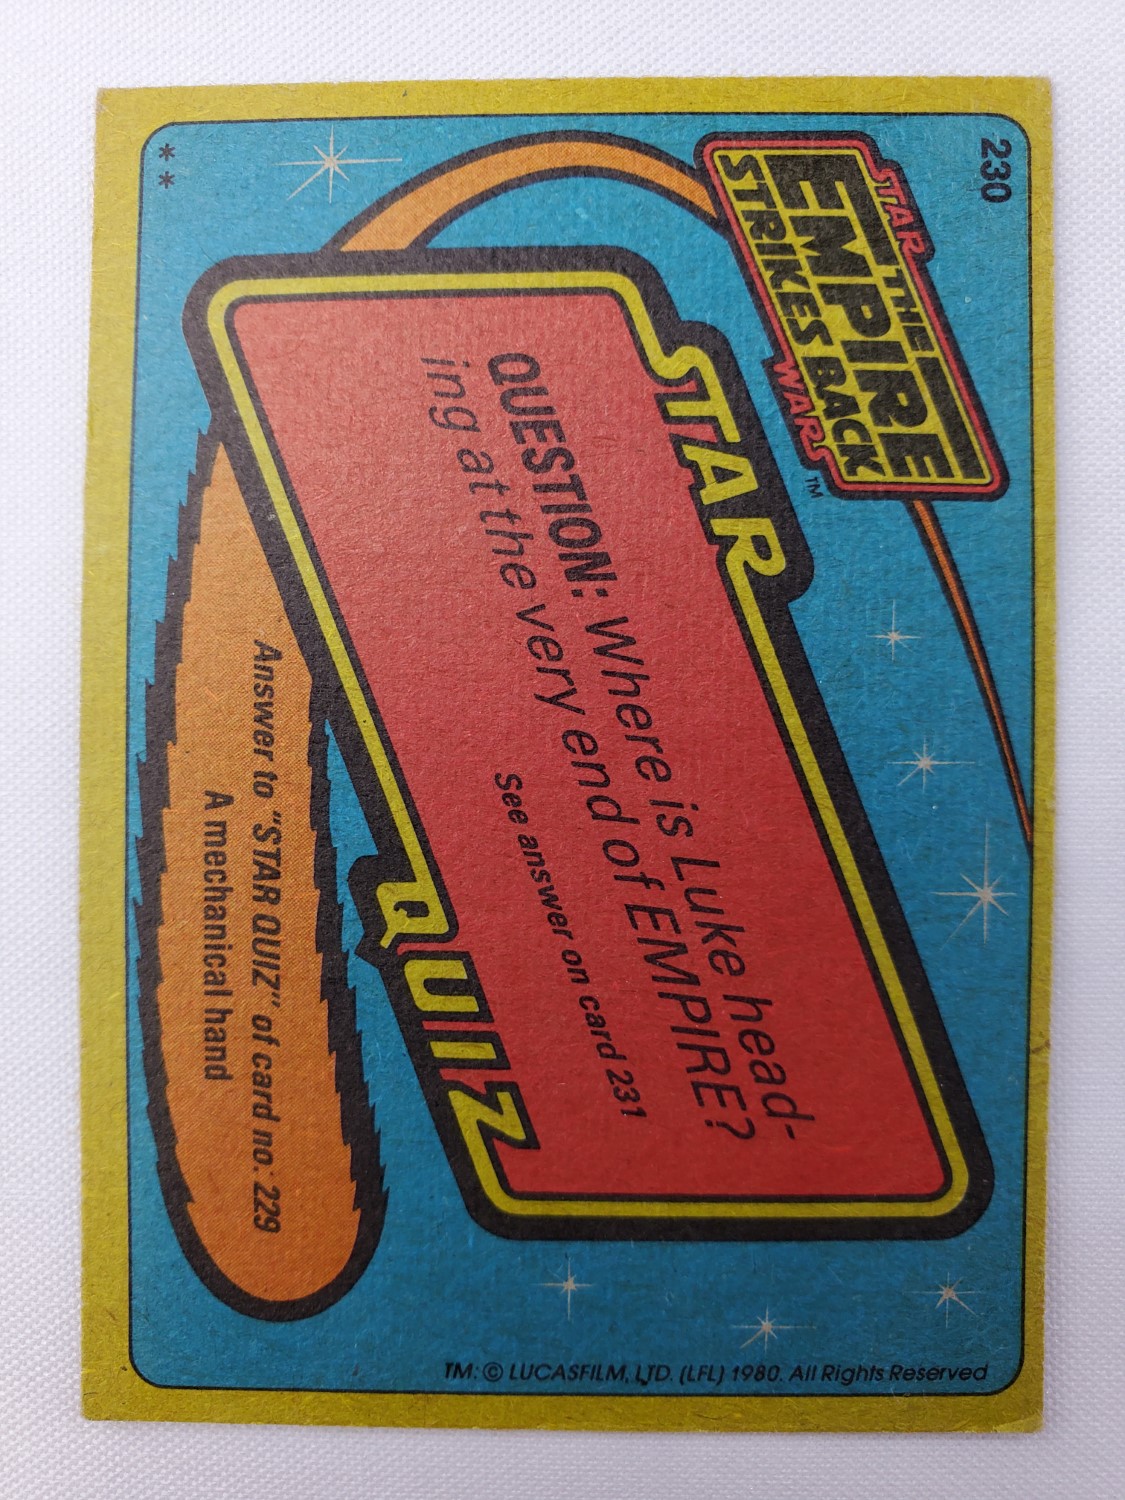 230
STAR
THE
EMPIRE
STRIKES BACK
WARS
TM
STAR
QUESTION: Where is Luke head-
ing at the very end of EMPIRE?
See answer on card 231
QUIZ
Answer to "STAR QUIZ" of card no. 229
A mechanical hand
**
TM: © LUCASFILM, LTD. (LFL) 1980. All Rights Reserved